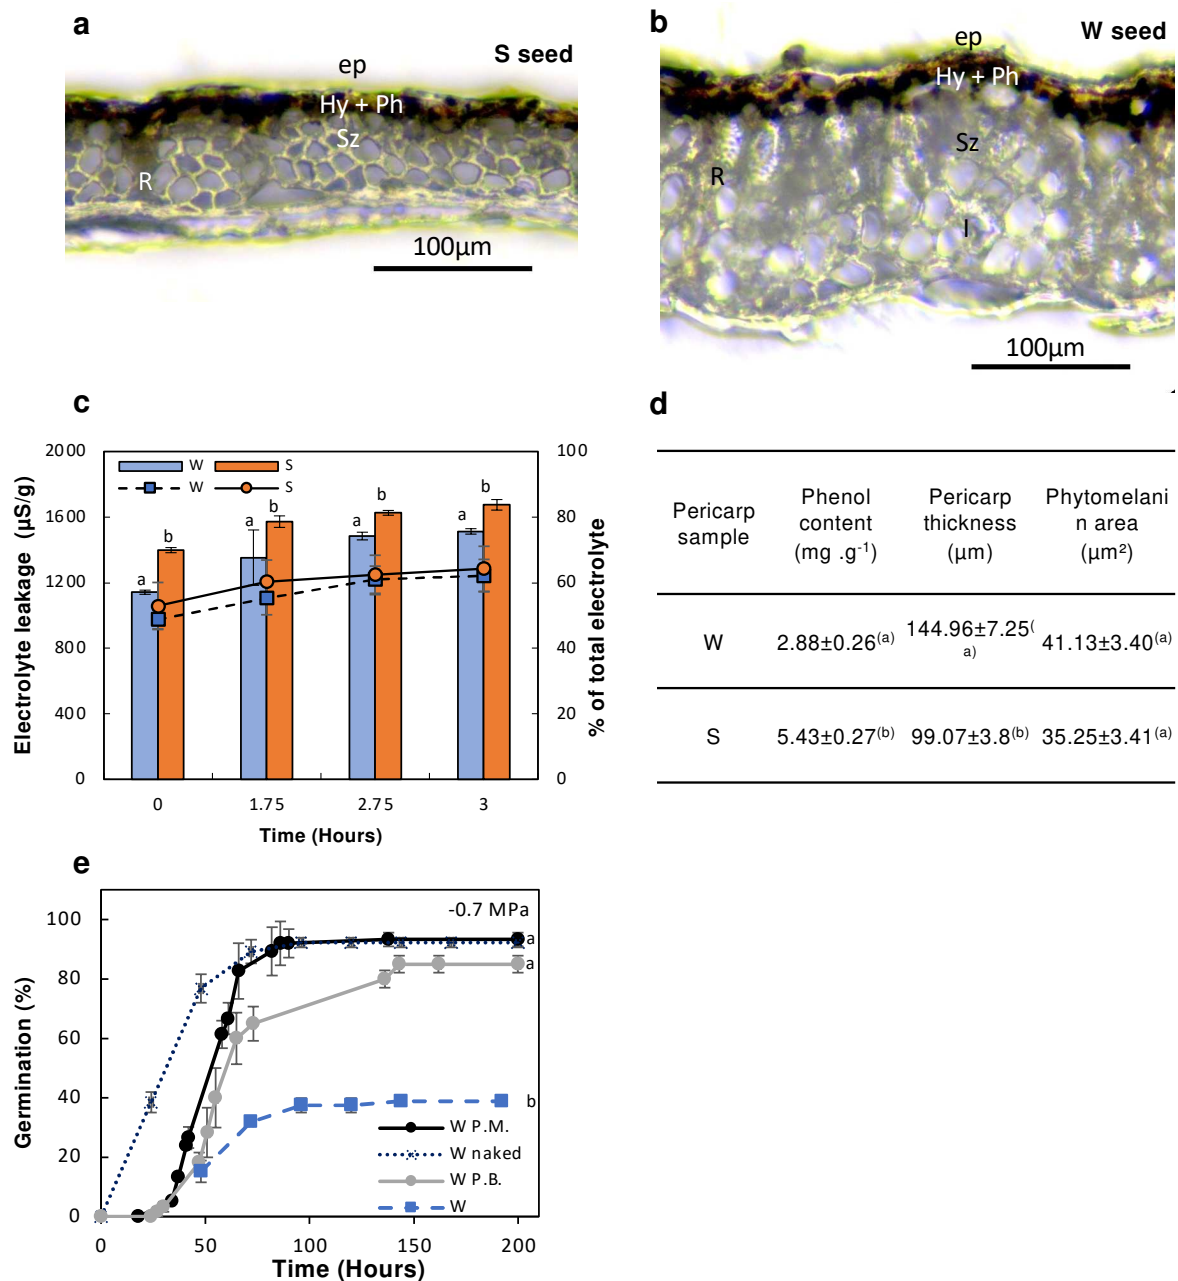 a
S seed
ep
Hy + Ph
Sz
R
100µm
b
W seed
ep
Hy + Ph
Sz
R
I
100µm
c
2000
1600
1200
800
400
0
Electrolyte leakage (µS/g)
W S
W S
a b
a b
a b
a b
100
80
60
40
20
0
% of total electrolyte
0 1.75 2.75 3
Time (Hours)
d
Pericarp
sample
Phenol
content
(mg .g-1)
Pericarp
thickness
(µm)
Phytomelani
n area
(µm²)
W 2.88±0.26(a) 144.96±7.25(
a) 41.13±3.40(a)
S 5.43±0.27(b) 99.07±3.8(b) 35.25±3.41(a)
e
-0.7 MPa
100
80
60
40
20
0
Germination (%)
a
a
b
W P.M.
W naked
W P.B.
W
0 50 100 150 200
Time (Hours)